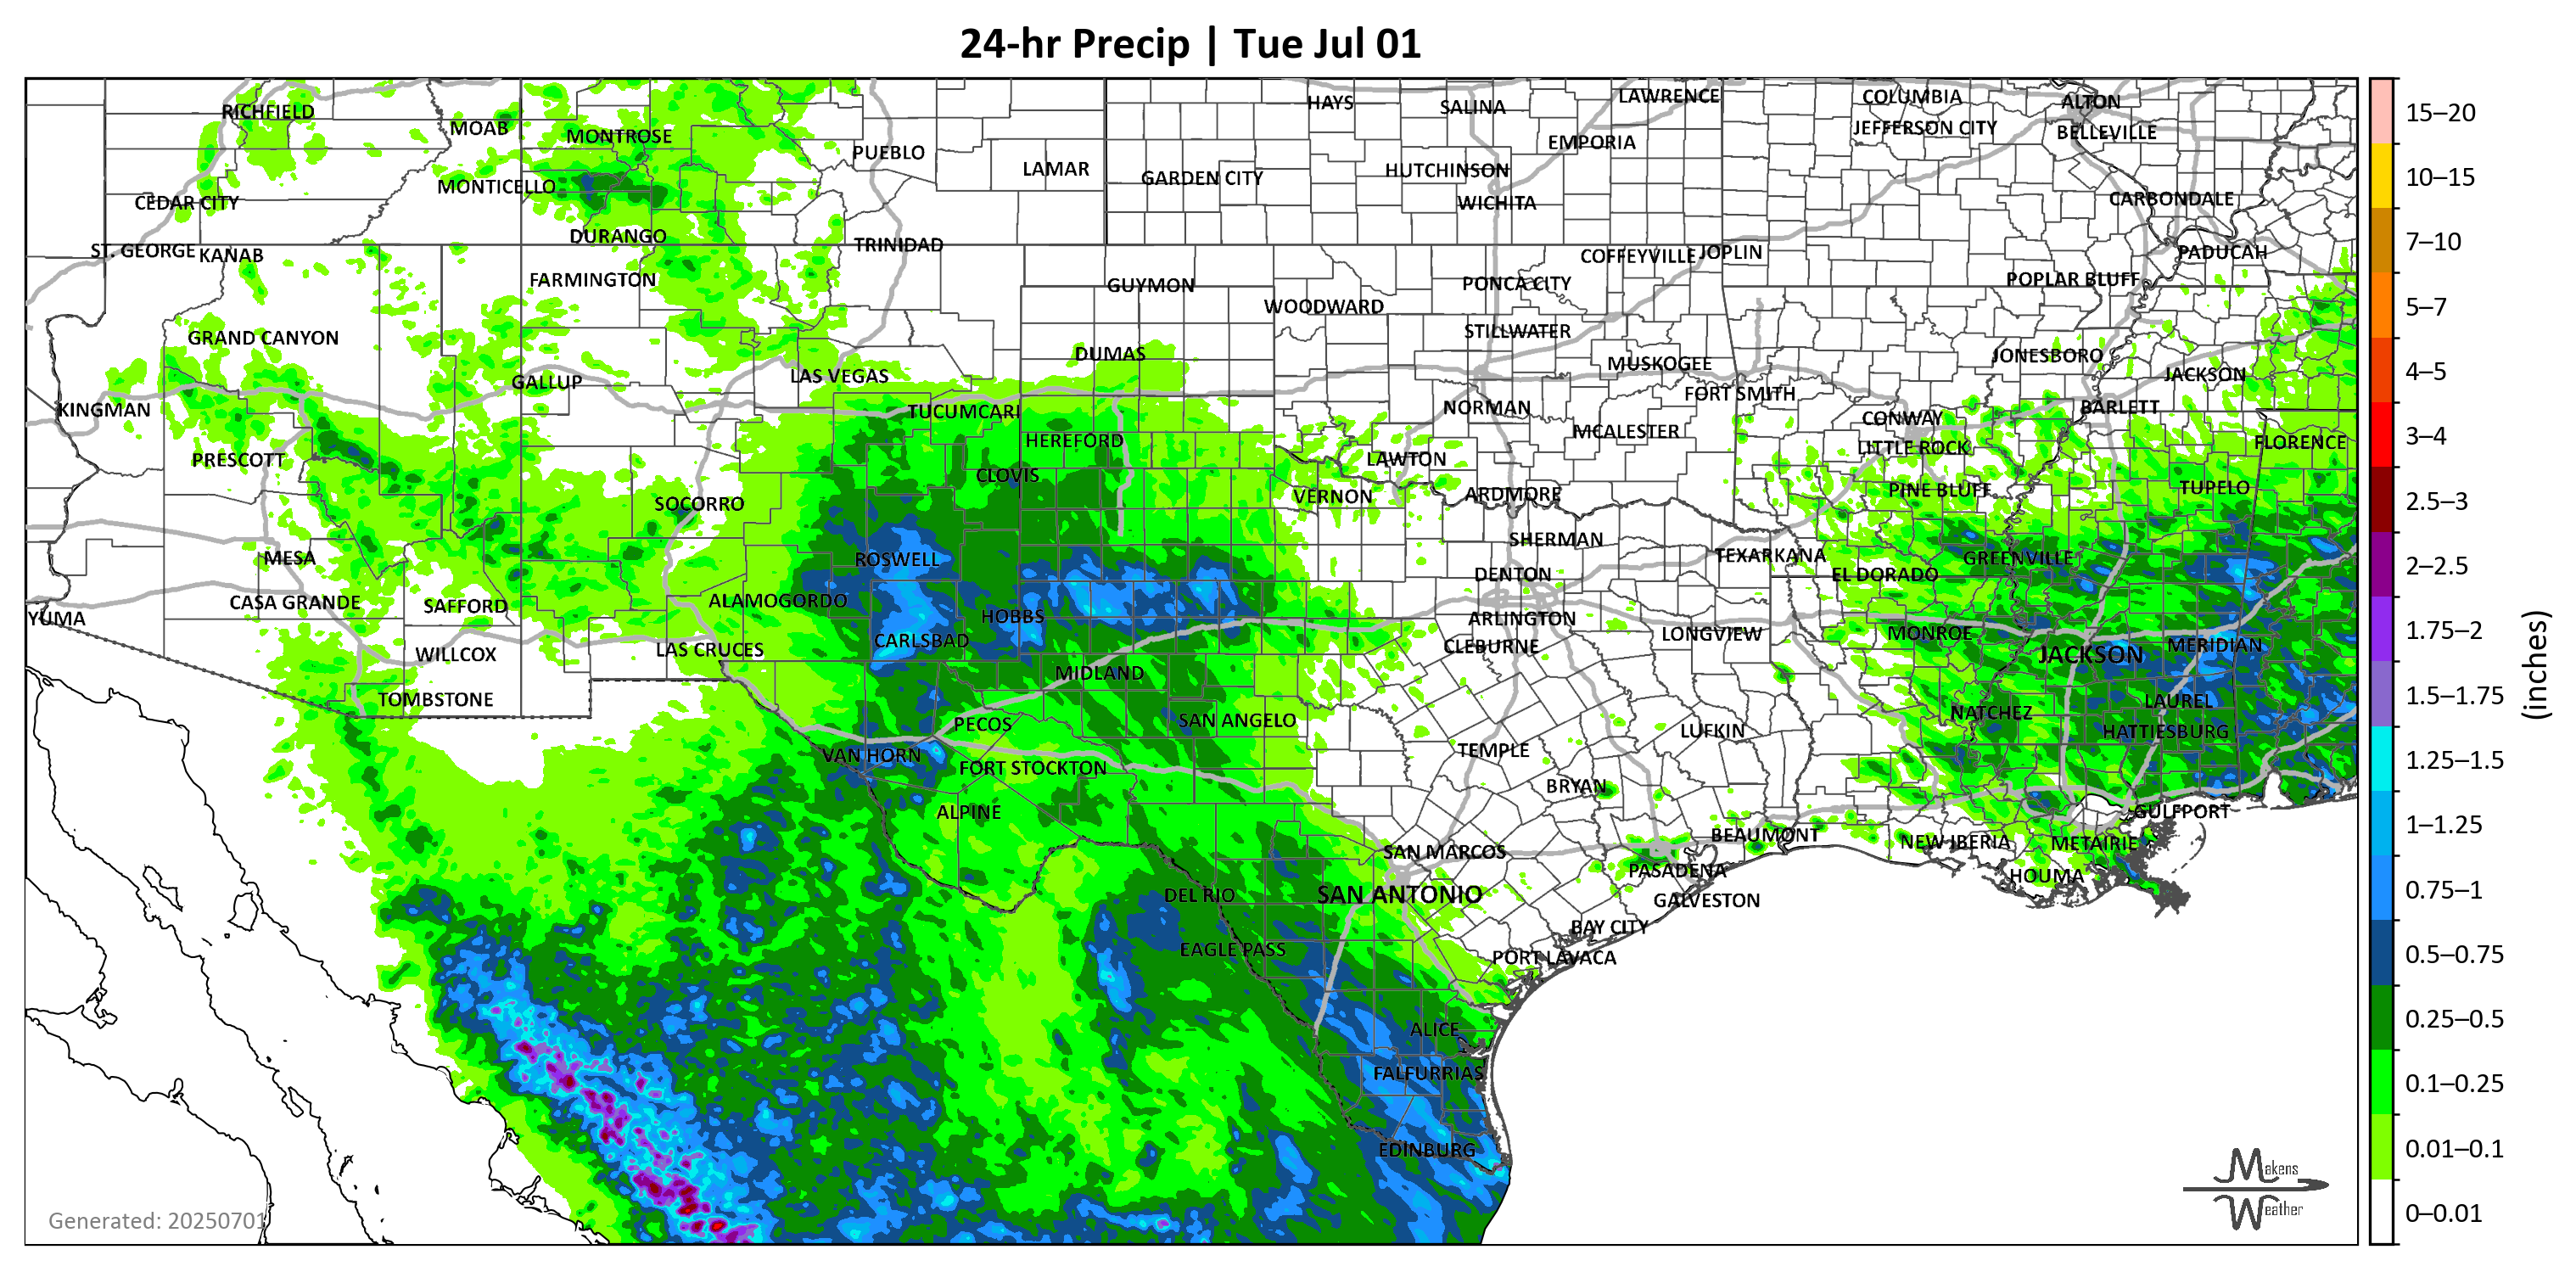 24-hr Precip | Tue Jul 01
RICHFIELD
MOAB
MONTROSE
PUEBLO
LAMAR
HAYS
SALINA
LAWRENCE
COLUMBIA
ALTON
EMPORIA
JEFFERSON CITY
BELLEVILLE
CEDAR CITY
MONTICELLO
GARDEN CITY
HUTCHINSON
WICHITA
CARBONDALE
ST. GEORGE
KANAB
DURANGO
TRINIDAD
COFFEYVILLE
JOPLIN
PADUCAH
FARMINGTON
GUYMON
WOODWARD
PONCA CITY
POPLAR BLUFF
GRAND CANYON
STILLWATER
DUMAS
MUSKOGEE
JONESBORO
GALLUP
LAS VEGAS
FORT SMITH
JACKSON
KINGMAN
TUCUMCARI
NORMAN
CONWAY
BARLETT
PRESCOTT
HEREFORD
MCALESTER
LITTLE ROCK
FLORENCE
CLOVIS
LAWTON
SOCORRO
VERNON
ARDMORE
PINE BLUFF
TUPELO
MESA
ROSWELL
SHERMAN
TEXARKANA
GREENVILLE
DENTON
EL DORADO
YUMA
CASA GRANDE
SAFFORD
ALAMOGORDO
HOBBS
ARLINGTON
LONGVIEW
MONROE
WILLCOX
LAS CRUCES
CARLSBAD
CLEBURNE
JACKSON
MERIDIAN
TOMBSTONE
MIDLAND
PECOS
SAN ANGELO
LUFKIN
NATCHEZ
LAUREL
HATTIESBURG
VAN HORN
FORT STOCKTON
TEMPLE
BRYAN
ALPINE
GULFPORT
SAN MARCOS
BEAUMONT
NEW IBERIA
METAIRIE
DEL RIO
SAN ANTONIO
PASADENA
HOUMA
GALVESTON
EAGLE PASS
BAY CITY
PORT LAVACA
ALICE
FALFURRIAS
EDINBURG
Generated: 20250701
Makens
Weather
15–20
10–15
7–10
5–7
4–5
3–4
2.5–3
2–2.5
1.75–2
1.5–1.75
1.25–1.5
1–1.25
0.75–1
0.5–0.75
0.25–0.5
0.1–0.25
0.01–0.1
0–0.01
(inches)